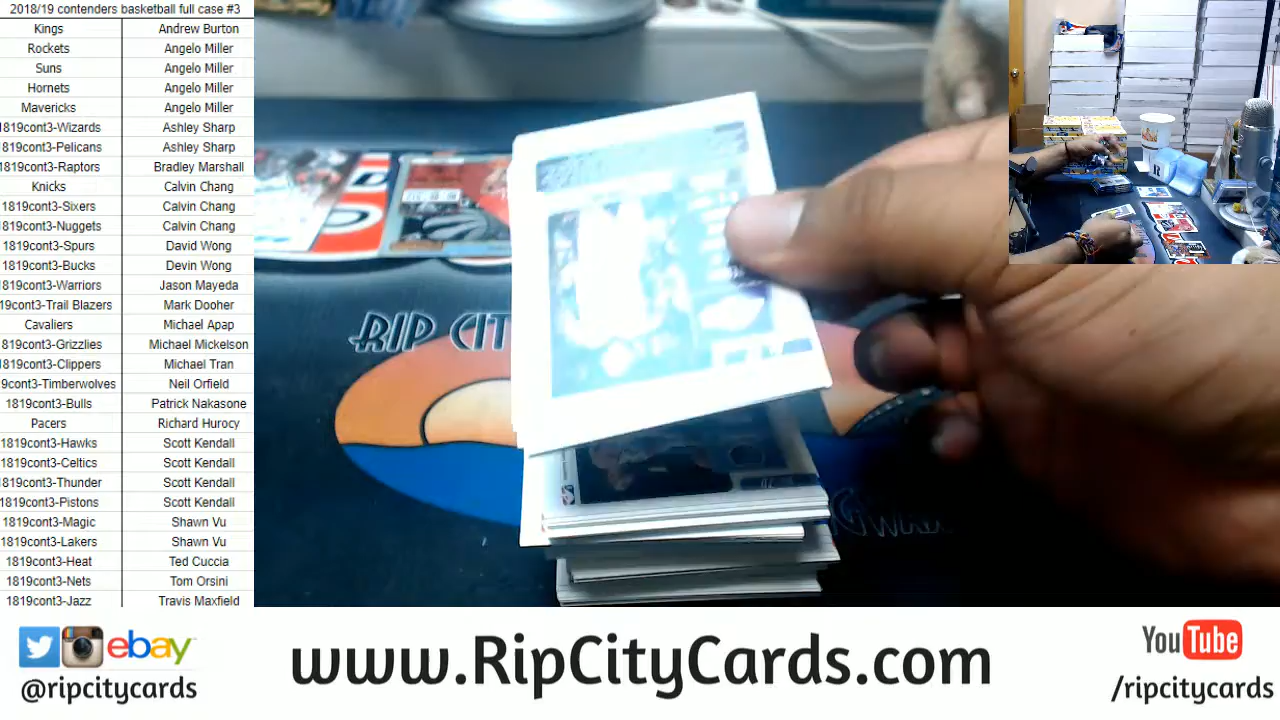 2018/19 contenders basketball full case #3
Kings Andrew Burton
Rockets Angelo Miller
Suns Angelo Miller
Hornets Angelo Miller
Mavericks Angelo Miller
1819cont3-Wizards Ashley Sharp
1819cont3-Pelicans Ashley Sharp
1819cont3-Raptors Bradley Marshall
Knicks Calvin Chang
1819cont3-Sixers Calvin Chang
1819cont3-Nuggets Calvin Chang
1819cont3-Spurs David Wong
1819cont3-Bucks Devin Wong
1819cont3-Warriors Jason Mayeda
19cont3-Trail Blazers Mark Dooher
Cavaliers Michael Apap
819cont3-Grizzlies Michael Mickelson
1819cont3-Clippers Michael Tran
9cont3-Timberwolves Neil Orfield
1819cont3-Bulls Patrick Nakasone
Pacers Richard Hurocy
1819cont3-Hawks Scott Kendall
1819cont3-Celtics Scott Kendall
1819cont3-Thunder Scott Kendall
1819cont3-Pistons Scott Kendall
1819cont3-Magic Shawn Vu
1819cont3-Lakers Shawn Vu
1819cont3-Heat Ted Cuccia
1819cont3-Nets Tom Orsini
1819cont3-Jazz Travis Maxfield
RIP CIT
ebay
@ripcitycards
www.RipCityCards.com
YouTube
/ripcitycards